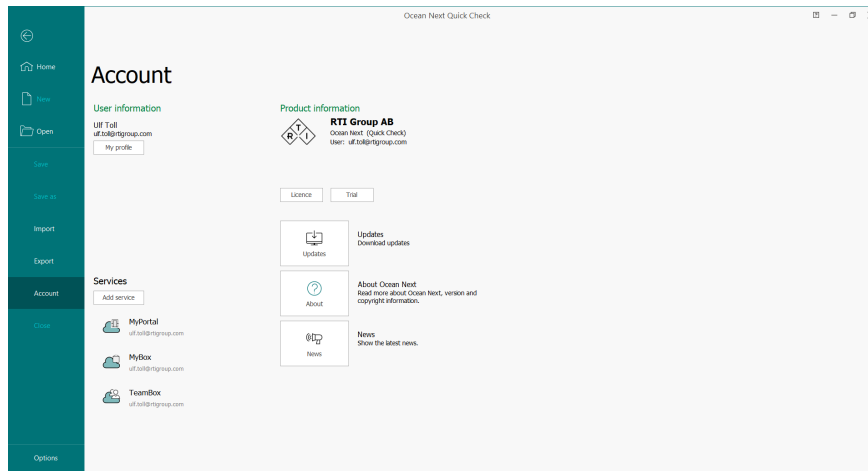 Ocean Next Quick Check
Home
New
Open
Save
Save as
Import
Export
Account
Close
Options
Account
User information
Ulf Toll
ulf.toll@rtigroup.com
My profile
Services
Add service
MyPortal
ulf.toll@rtigroup.com
MyBox
ulf.toll@rtigroup.com
TeamBox
ulf.toll@rtigroup.com
Product information
RTI
RTI Group AB
Ocean Next (Quick Check)
User: ulf.toll@rtigroup.com
Licence
Trial
Updates
Updates
Download updates
About
About Ocean Next
Read more about Ocean Next, version and
copyright information.
News
News
Show the latest news.